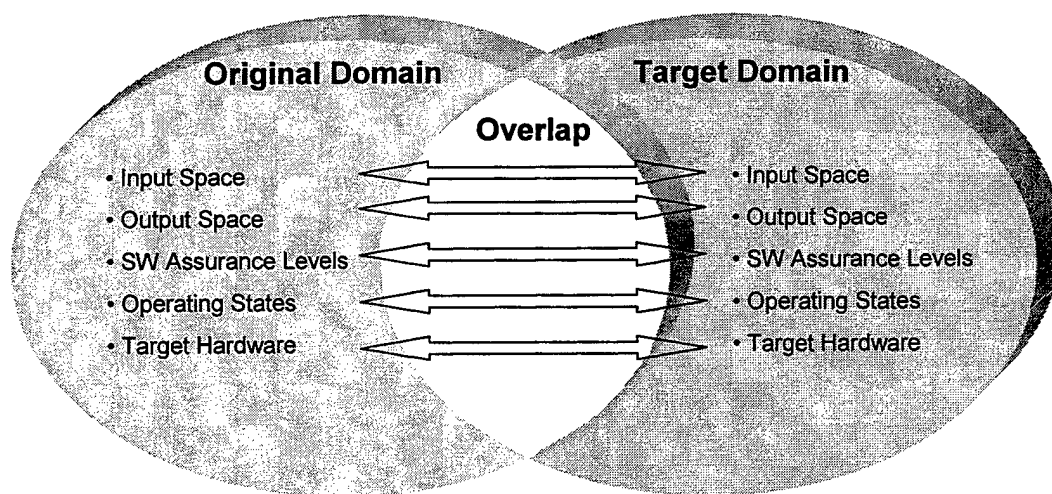 Original Domain
Target Domain
Overlap
• Input Space
• Output Space
• SW Assurance Levels
• Operating States
• Target Hardware
• Input Space
• Output Space
• SW Assurance Levels
• Operating States
• Target Hardware